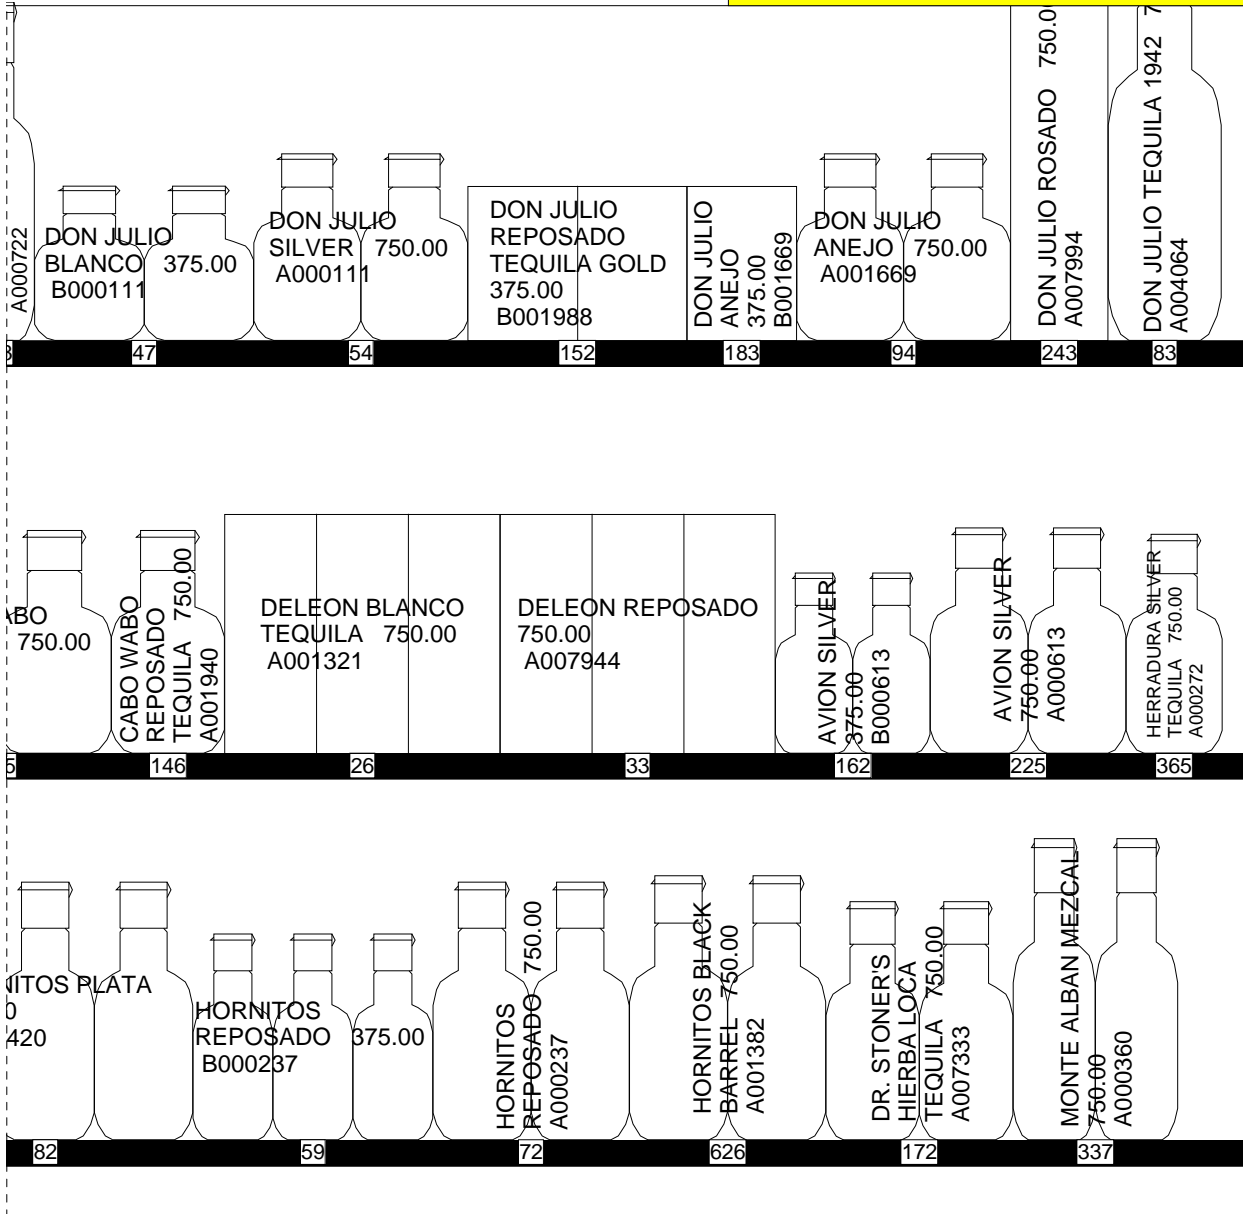 A000722
DON JULIO
BLANCO 375.00
B000111
DON JULIO
SILVER 750.00
A000111
DON JULIO
REPOSADO
TEQUILA GOLD
375.00
B001988
DON JULIO
ANEJO
375.00
B001669
DON JULIO
ANEJO 750.00
A001669
DON JULIO ROSADO 750.0
A007994
DON JULIO TEQUILA 1942 7
A004064
47
54
152
183
94
243
83
ABO
750.00
CABO WABO
REPOSADO
TEQUILA 750.00
A001940
DELEON BLANCO
TEQUILA 750.00
A001321
DELEON REPOSADO
750.00
A007944
AVION SILVER
375.00
B000613
AVION SILVER
750.00
A000613
HERRADURA SILVER
TEQUILA 750.00
A000272
5
146
26
33
162
225
365
NITOS PLATA
0
420
HORNITOS
REPOSADO 375.00
B000237
HORNITOS
REPOSADO 750.00
A000237
HORNITOS BLACK
BARREL 750.00
A001382
DR. STONER'S
HIERBA LOCA
TEQUILA 750.00
A007333
MONTE ALBAN MEZCAL
750.00
A000360
82
59
72
626
172
337